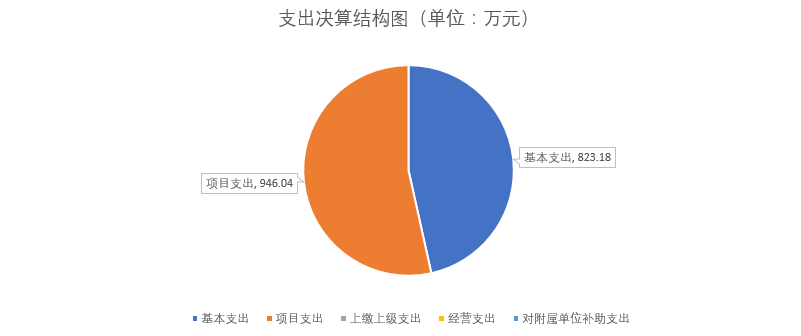 支出决算结构图（单位：万元）
基本支出, 823.18
项目支出, 946.04
基本支出
项目支出
上缴上级支出
经营支出
对附属单位补助支出